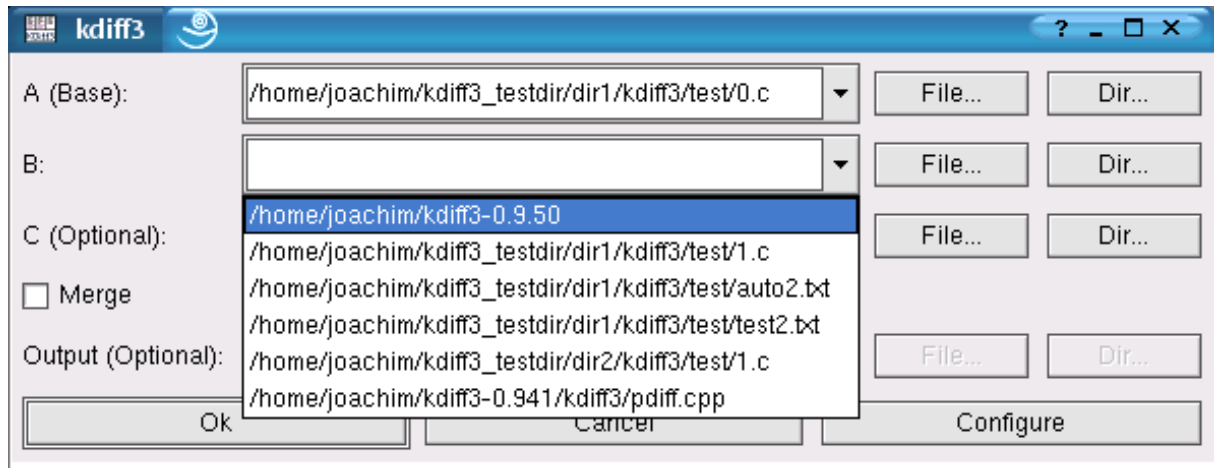 kdiff3
A (Base): /home/joachim/kdiff3_testdir/dir1/kdiff3/test/0.c File... Dir...
B: File... Dir...
/home/joachim/kdiff3-0.9.50
C (Optional): File... Dir...
/home/joachim/kdiff3_testdir/dir1/kdiff3/test/1.c
/home/joachim/kdiff3_testdir/dir1/kdiff3/test/auto2.txt
Merge
/home/joachim/kdiff3_testdir/dir1/kdiff3/test/test2.txt
Output (Optional): File... Dir...
/home/joachim/kdiff3_testdir/dir2/kdiff3/test/1.c
/home/joachim/kdiff3-0.941/kdiff3/pdiff.cpp
Ok Cancel Configure